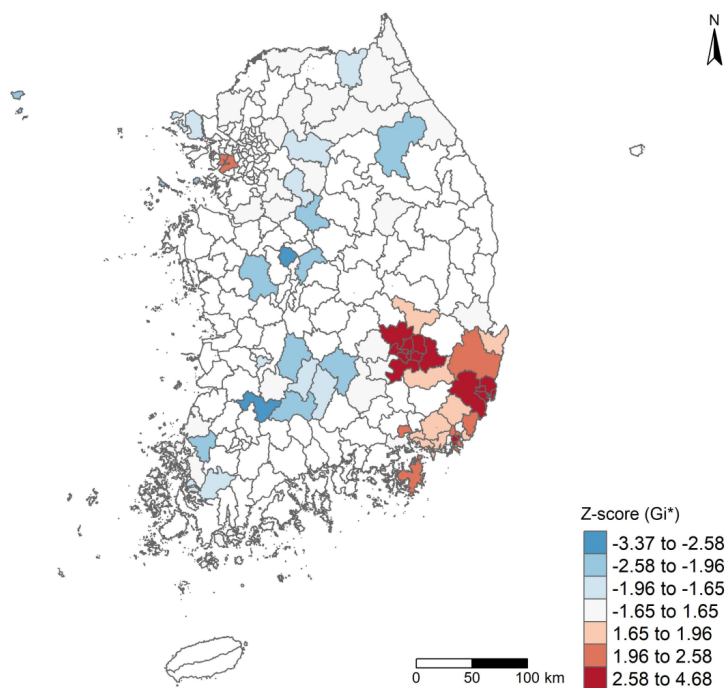 N
Z-score (Gi*)
-3.37 to -2.58
-2.58 to -1.96
-1.96 to -1.65
-1.65 to 1.65
1.65 to 1.96
1.96 to 2.58
2.58 to 4.68
0 50 100 km